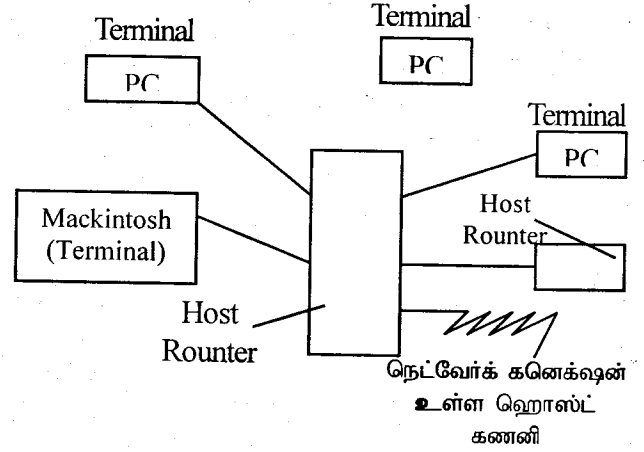 Terminal
PC
Terminal
PC
Terminal
PC
Mackintosh
(Terminal)
Host
Rounter
Host
Rounter
நெட்வேர்க் கனெக்ஷன்
உள்ள ஹொஸ்ட்
கணனி